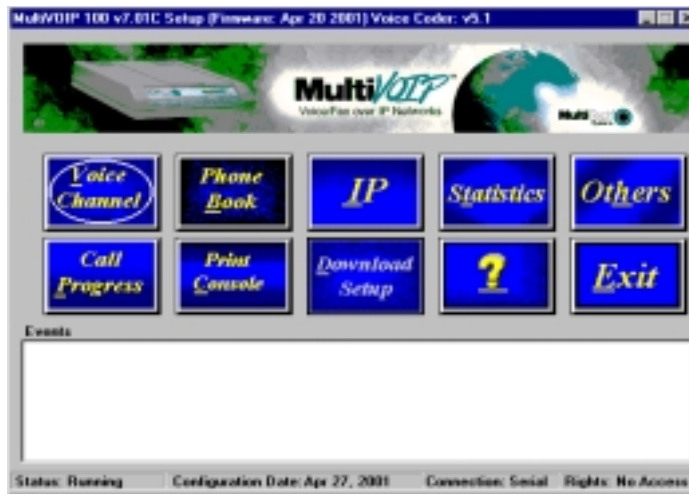 MultiVOIP 100 v7.01C Setup (Firmware: Apr 20 2001) Voice Coder: v5.1
MultiVOIP™
Voice/Fax over IP Networks
MultiTech
Voice Channel
Phone Book
IP
Statistics
Others
Call Progress
Print Console
Download Setup
?
Exit
Events
Status: Running Configuration Date: Apr 27, 2001 Connection: Serial Rights: No Access